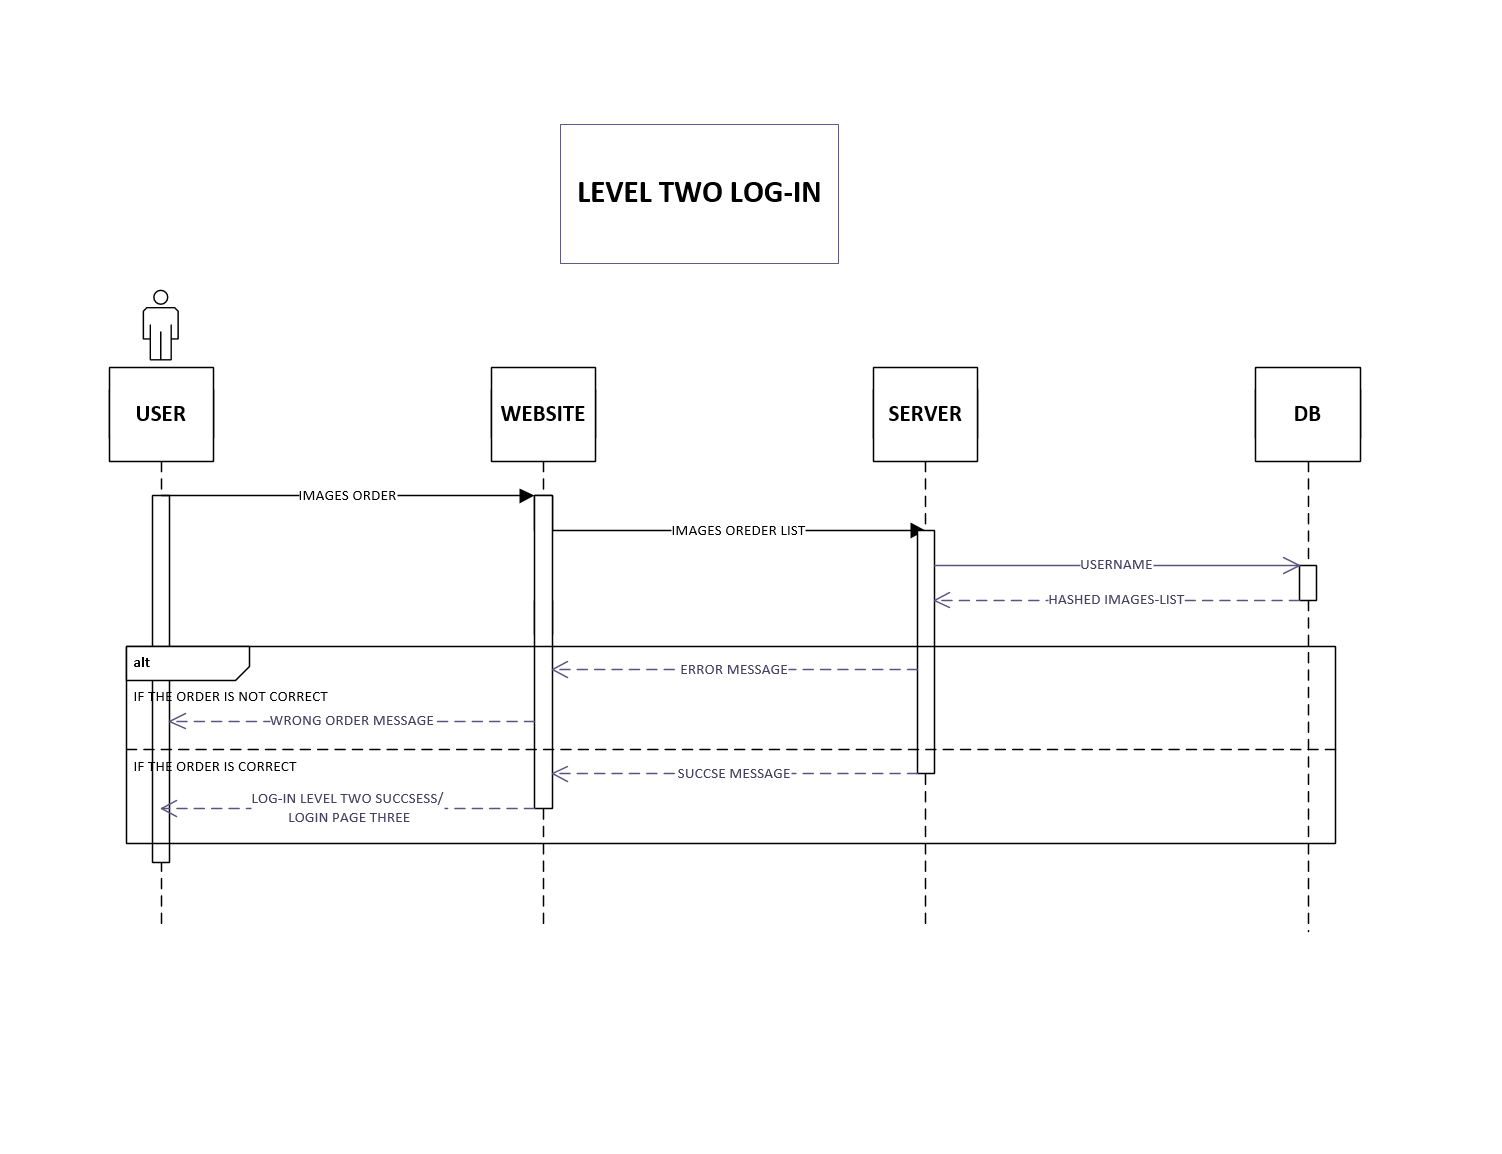 LEVEL TWO LOG-IN
USER
WEBSITE
SERVER
DB
IMAGES ORDER
IMAGES OREDER LIST
USERNAME
HASHED IMAGES-LIST
alt
ERROR MESSAGE
IF THE ORDER IS NOT CORRECT
WRONG ORDER MESSAGE
IF THE ORDER IS CORRECT
SUCCSE MESSAGE
LOG-IN LEVEL TWO SUCCSESS/
LOGIN PAGE THREE